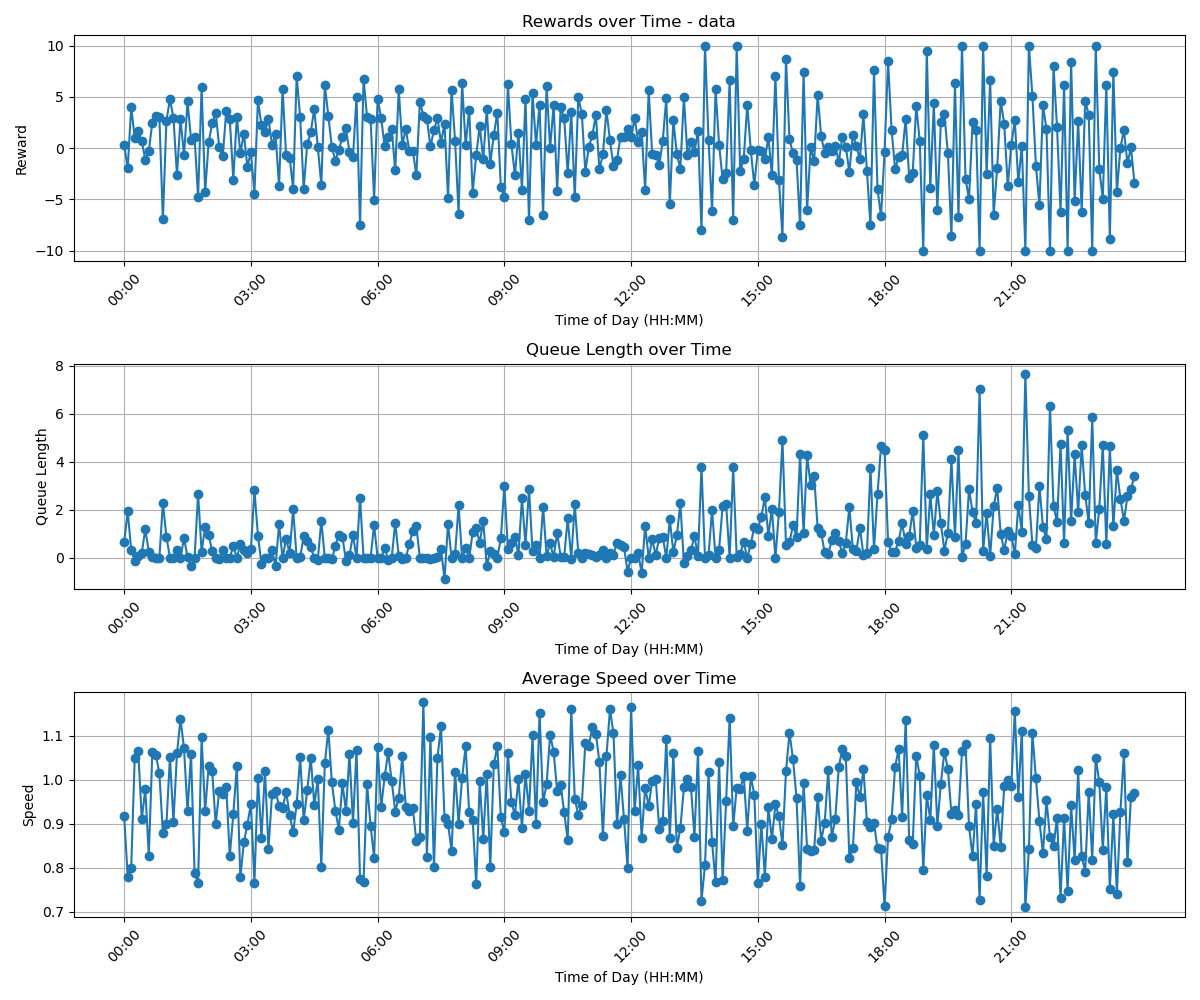 Rewards over Time - data
10
5
0
−5
−10
Reward
00:00 03:00 06:00 09:00 12:00 15:00 18:00 21:00
Time of Day (HH:MM)
Queue Length over Time
8
6
4
2
0
Queue Length
00:00 03:00 06:00 09:00 12:00 15:00 18:00 21:00
Time of Day (HH:MM)
Average Speed over Time
1.1
1.0
0.9
0.8
0.7
Speed
00:00 03:00 06:00 09:00 12:00 15:00 18:00 21:00
Time of Day (HH:MM)